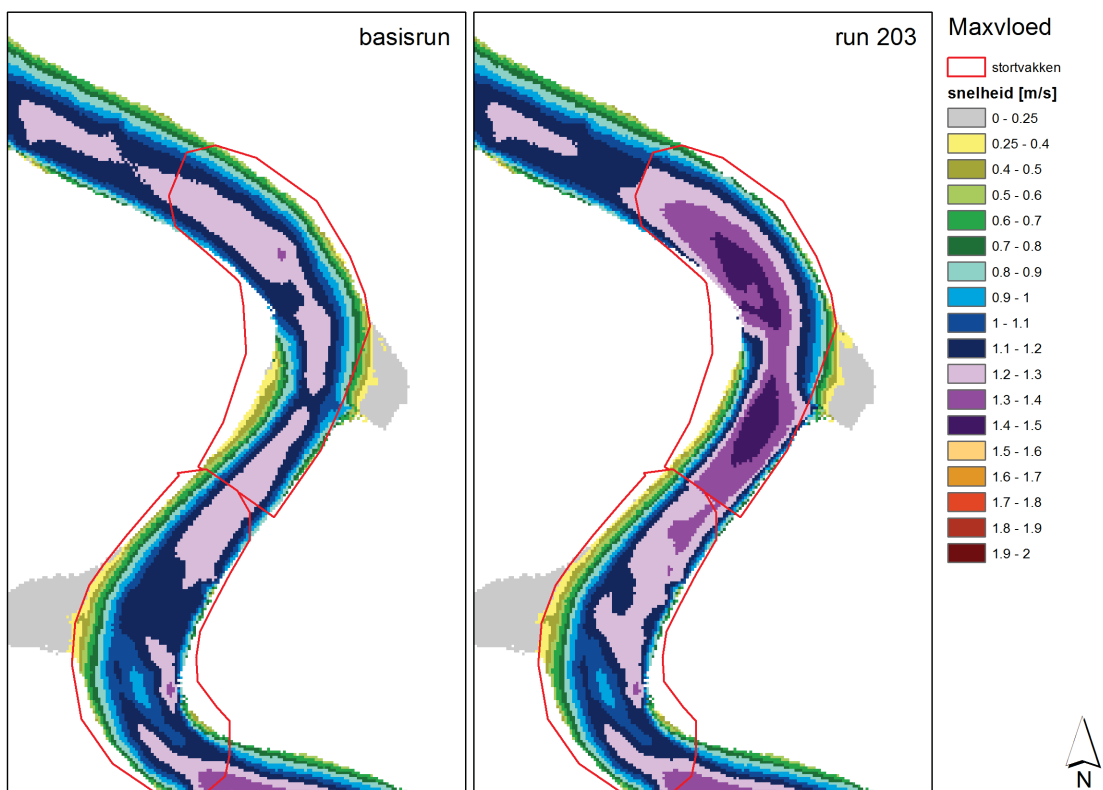 basisrun
run 203
Maxvloed
stortvakken
snelheid [m/s]
0 - 0.25
0.25 - 0.4
0.4 - 0.5
0.5 - 0.6
0.6 - 0.7
0.7 - 0.8
0.8 - 0.9
0.9 - 1
1 - 1.1
1.1 - 1.2
1.2 - 1.3
1.3 - 1.4
1.4 - 1.5
1.5 - 1.6
1.6 - 1.7
1.7 - 1.8
1.8 - 1.9
1.9 - 2
N